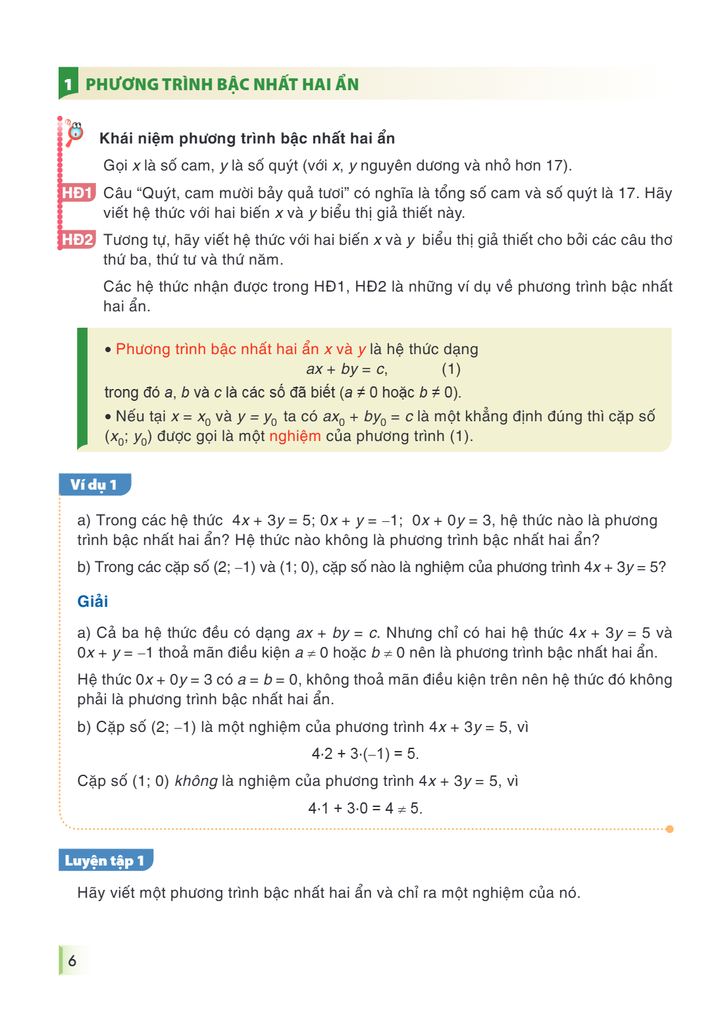 1 PHƯƠNG TRÌNH BẬC NHẤT HAI ẨN
Khái niệm phương trình bậc nhất hai ẩn
Gọi x là số cam, y là số quýt (với x, y nguyên dương và nhỏ hơn 17).
HĐ1 Câu “Quýt, cam mười bảy quả tươi” có nghĩa là tổng số cam và số quýt là 17. Hãy
viết hệ thức với hai biến x và y biểu thị giả thiết này.
HĐ2 Tương tự, hãy viết hệ thức với hai biến x và y biểu thị giả thiết cho bởi các câu thơ
thứ ba, thứ tư và thứ năm.
Các hệ thức nhận được trong HĐ1, HĐ2 là những ví dụ về phương trình bậc nhất
hai ẩn.
• Phương trình bậc nhất hai ẩn x và y là hệ thức dạng
ax + by = c, (1)
trong đó a, b và c là các số đã biết (a ≠ 0 hoặc b ≠ 0).
• Nếu tại x = x₀ và y = y₀ ta có ax₀ + by₀ = c là một khẳng định đúng thì cặp số
(x₀; y₀) được gọi là một nghiệm của phương trình (1).
Ví dụ 1
a) Trong các hệ thức 4x + 3y = 5; 0x + y = −1; 0x + 0y = 3, hệ thức nào là phương
trình bậc nhất hai ẩn? Hệ thức nào không là phương trình bậc nhất hai ẩn?
b) Trong các cặp số (2; −1) và (1; 0), cặp số nào là nghiệm của phương trình 4x + 3y = 5?
Giải
a) Cả ba hệ thức đều có dạng ax + by = c. Nhưng chỉ có hai hệ thức 4x + 3y = 5 và
0x + y = −1 thoả mãn điều kiện a ≠ 0 hoặc b ≠ 0 nên là phương trình bậc nhất hai ẩn.
Hệ thức 0x + 0y = 3 có a = b = 0, không thoả mãn điều kiện trên nên hệ thức đó không
phải là phương trình bậc nhất hai ẩn.
b) Cặp số (2; −1) là một nghiệm của phương trình 4x + 3y = 5, vì
4·2 + 3·(−1) = 5.
Cặp số (1; 0) không là nghiệm của phương trình 4x + 3y = 5, vì
4·1 + 3·0 = 4 ≠ 5.
Luyện tập 1
Hãy viết một phương trình bậc nhất hai ẩn và chỉ ra một nghiệm của nó.
6